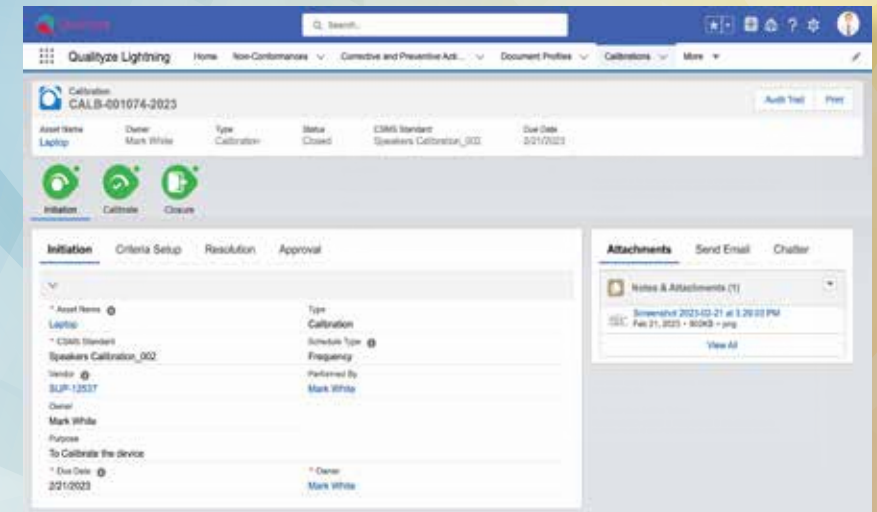 Qualityze
Search...
Qualityze Lightning Home Non-Conformances Corrective and Preventive Acti... Document Profiles Calibrations More
Calibration
CALB-001074-2023
Audit Trail Print
Asset Name Owner Type Status CSMS Standard Due Date
Laptop Mark White Calibration Closed Speakers Calibration_002 2/21/2023
Initiation Calibrate Closure
Initiation Criteria Setup Resolution Approval
Attachments Send Email Chatter
Notes & Attachments (1)
* Asset Name Type
Laptop Calibration
Screenshot 2023-02-21 at 3.26.03 PM
Feb 21, 2023 • 902KB • png
View All
* CSMS Standard Schedule Type
Speakers Calibration_002 Frequency
Vendor Performed By
SUP-12537 Mark White
Owner
Mark White
Purpose
To Calibrate the device
* Due Date * Owner
2/21/2023 Mark White